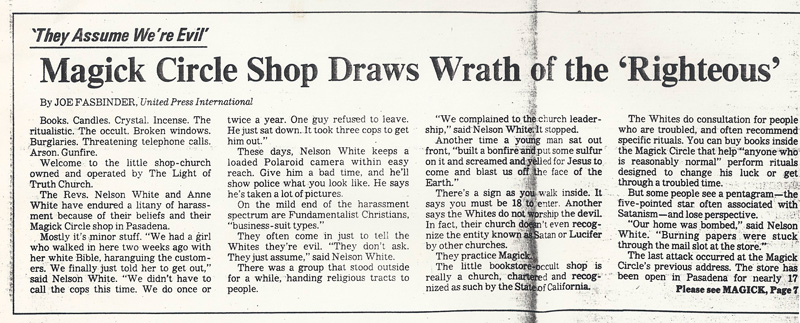 'They Assume We're Evil'
Magick Circle Shop Draws Wrath of the 'Righteous'
By JOE FASBINDER, United Press International
Books. Candles. Crystal. Incense. The
ritualistic. The occult. Broken windows.
Burglaries. Threatening telephone calls.
Arson. Gunfire.
Welcome to the little shop-church
owned and operated by The Light of
Truth Church.
The Revs. Nelson White and Anne
White have endured a litany of harass-
ment because of their beliefs and their
Magick Circle shop in Pasadena.
Mostly it's minor stuff. "We had a girl
who walked in here two weeks ago with
her white Bible, haranguing the custom-
ers. We finally just told her to get out,"
said Nelson White. "We didn't have to
call the cops this time. We do once or
twice a year. One guy refused to leave.
He just sat down. It took three cops to get
him out."
These days, Nelson White keeps a
loaded Polaroid camera within easy
reach. Give him a bad time, and he'll
show police what you look like. He says
he's taken a lot of pictures.
On the mild end of the harassment
spectrum are Fundamentalist Christians,
"business-suit types."
They often come in just to tell the
Whites they're evil. "They don't ask.
They just assume," said Nelson White.
There was a group that stood outside
for a while, handing religious tracts to
people.
"We complained to the church leader-
ship," said Nelson White. It stopped.
Another time a young man sat out
front, "built a bonfire and put some sulfur
on it and screamed and yelled for Jesus to
come and blast us off the face of the
Earth."
There's a sign as you walk inside. It
says you must be 18 to enter. Another
says the Whites do not worship the devil.
In fact, their church doesn't even recog-
nize the entity known as Satan or Lucifer
by other churches.
They practice Magick.
The little bookstore-occult shop is
really a church, chartered and recog-
nized as such by the State of California.
The Whites do consultation for people
who are troubled, and often recommend
specific rituals. You can buy books inside
the Magick Circle that help "anyone who
is reasonably normal" perform rituals
designed to change his luck or get
through a troubled time.
But some people see a pentagram—the
five-pointed star often associated with
Satanism—and lose perspective.
"Our home was bombed," said Nelson
White. "Burning papers were stuck
through the mail slot at the store."
The last attack occurred at the Magick
Circle's previous address. The store has
been open in Pasadena for nearly 17
Please see MAGICK, Page 7